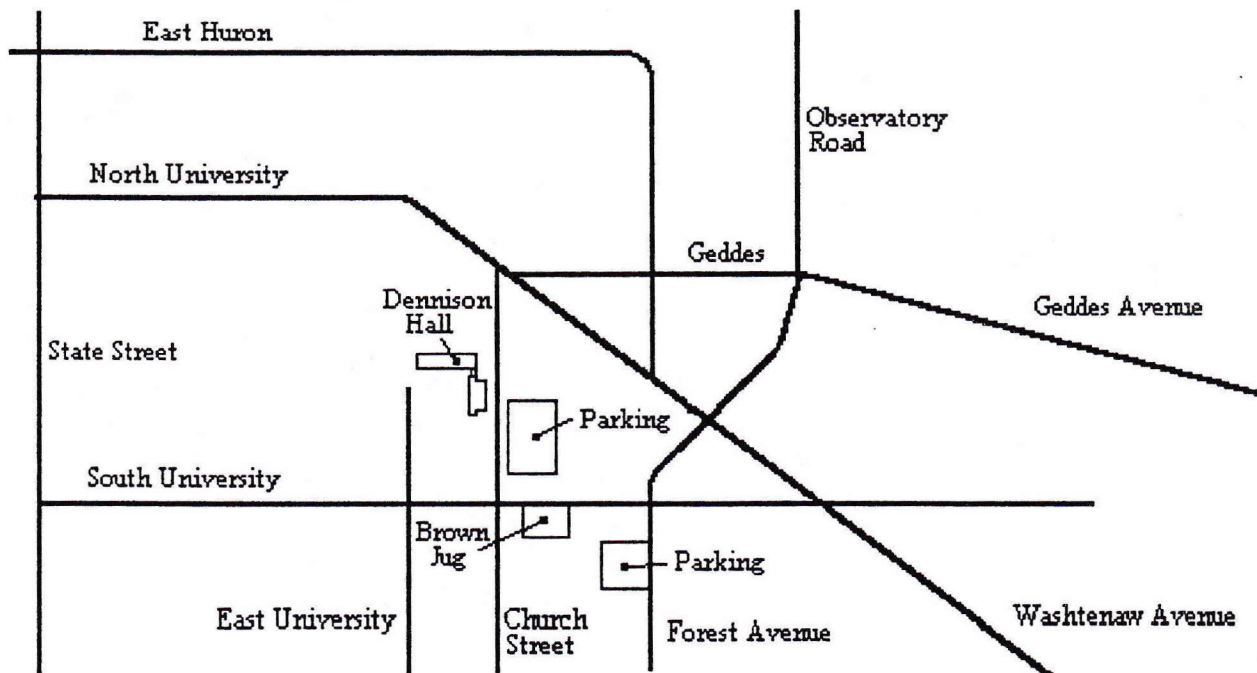 East Huron
Observatory
Road
North University
Geddes
Dennison
Hall
Geddes Avenue
State Street
Parking
South University
Brown
Jug
Parking
East University
Church
Street
Forest Avenue
Washtenaw Avenue